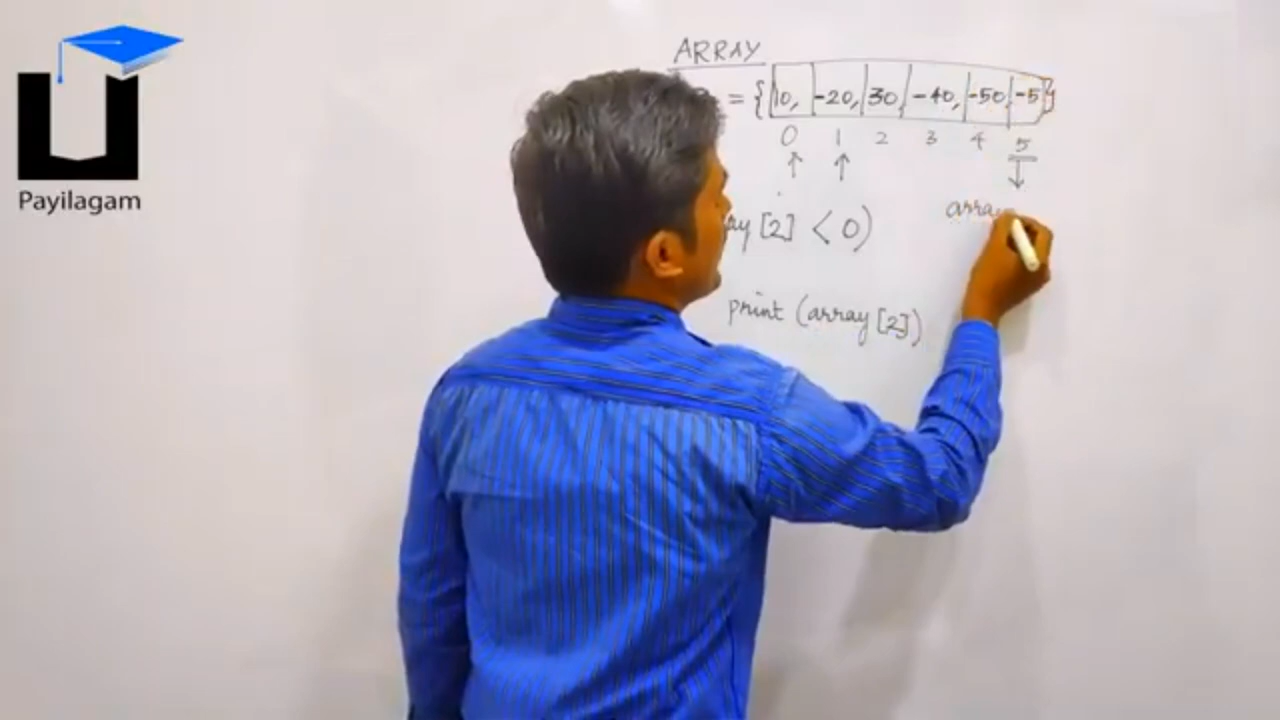 Payilagam
ARRAY
= {10, -20, 30, -40, -50, -5}
0 1 2 3 4 5
ay [2] < 0)
array
print (array [2])